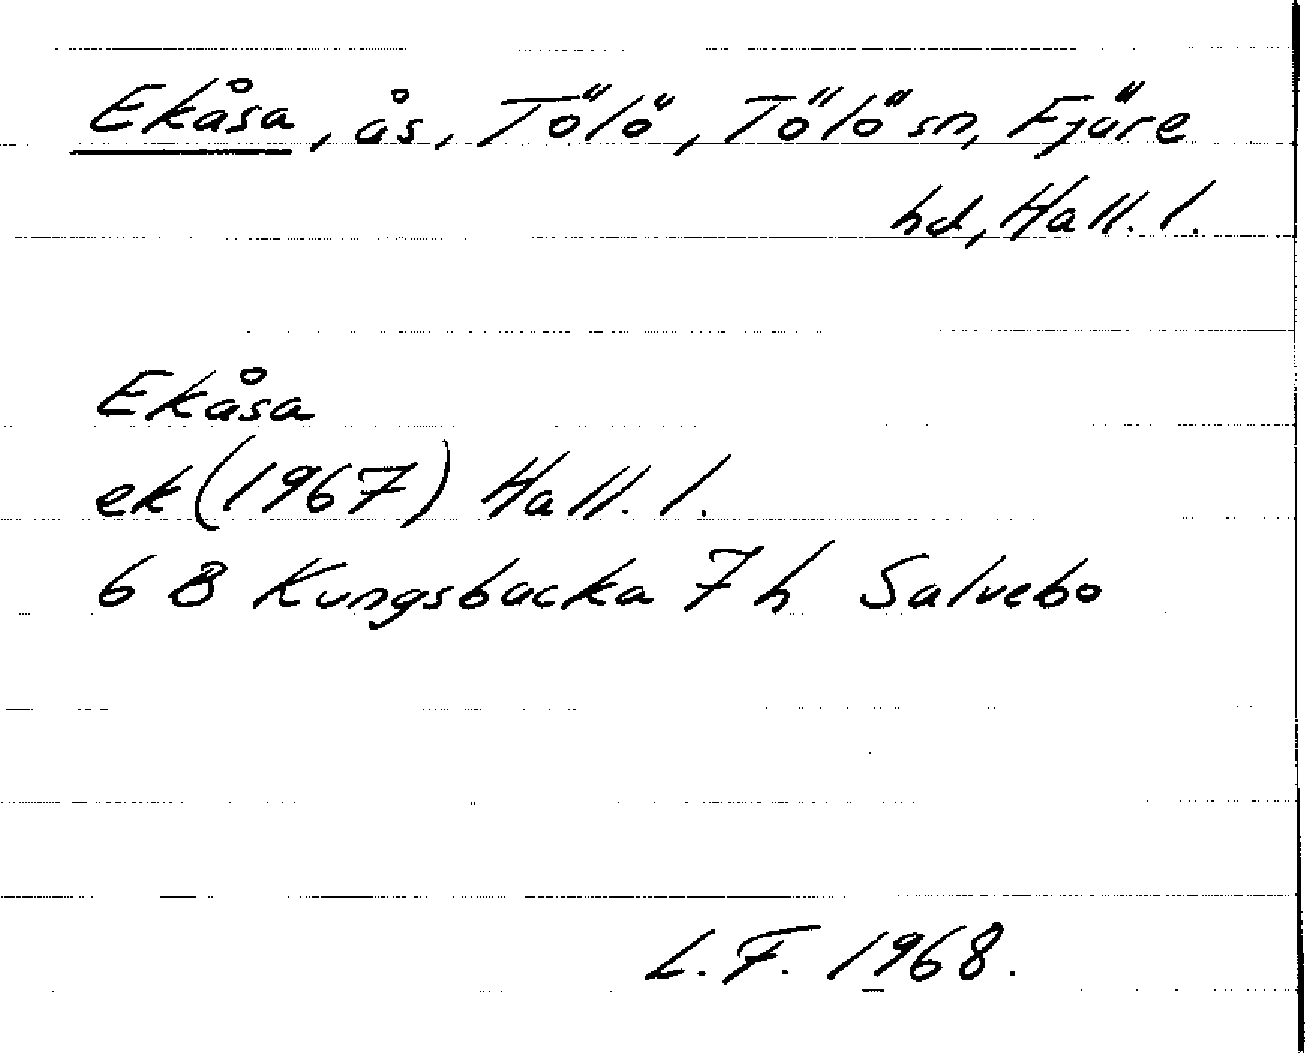 Ekåsa, ås, Tölö, Tölö sn, Fjäre
hd, Hall. l.
Ekåsa
ek (1967) Hall. l.
6 B Kungsbacka 7 h Salvebo
L. F. 1968.